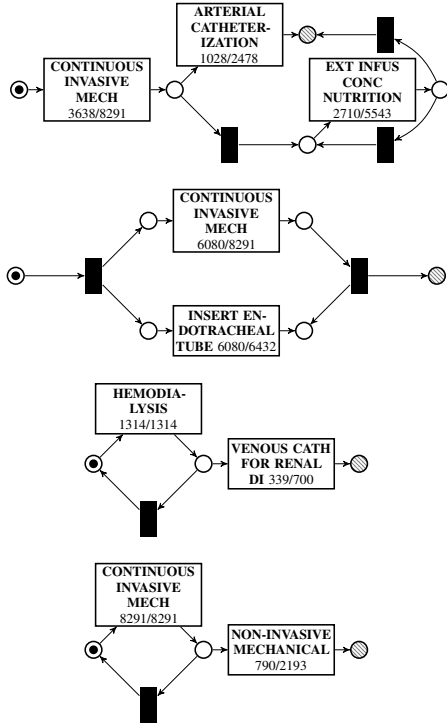 ARTERIAL
CATHETER-
IZATION
1028/2478
CONTINUOUS
INVASIVE
MECH
3638/8291
EXT INFUS
CONC
NUTRITION
2710/5543
CONTINUOUS
INVASIVE
MECH
6080/8291
INSERT EN-
DOTRACHEAL
TUBE 6080/6432
HEMODIA-
LYSIS
1314/1314
VENOUS CATH
FOR RENAL
DI 339/700
CONTINUOUS
INVASIVE
MECH
8291/8291
NON-INVASIVE
MECHANICAL
790/2193